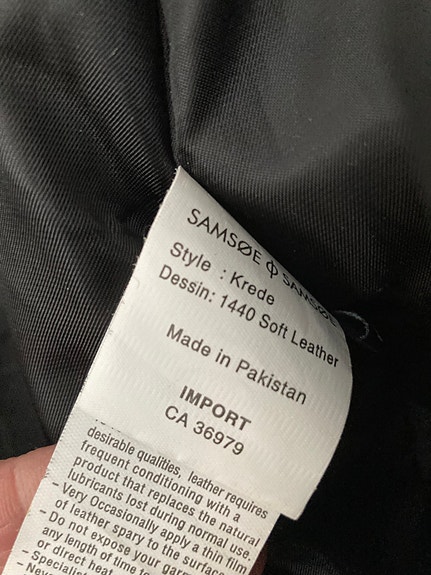 SAMSØE Φ SAMSØE
Style : Krede
Dessin: 1440 Soft Leather
Made in Pakistan
IMPORT
CA 36979
desirable qualities, leather requires
frequent conditioning with a
product that replaces the natural
lubricants lost during normal use.
- Very Occasionally apply a thin film
of leather spary to the surface
- Do not expose your
any length of time
or direct heat
- Specialist